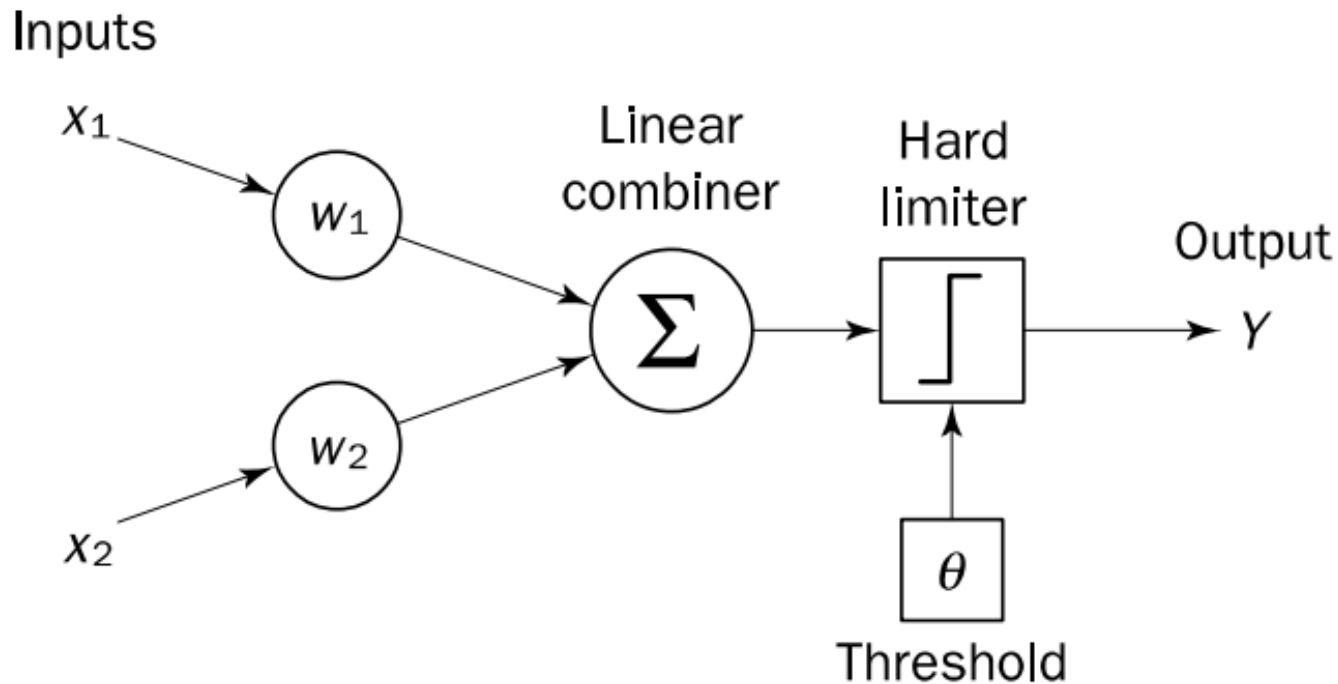 Inputs
x₁
w₁
Linear
combiner
Σ
Hard
limiter
Output
Y
w₂
x₂
θ
Threshold